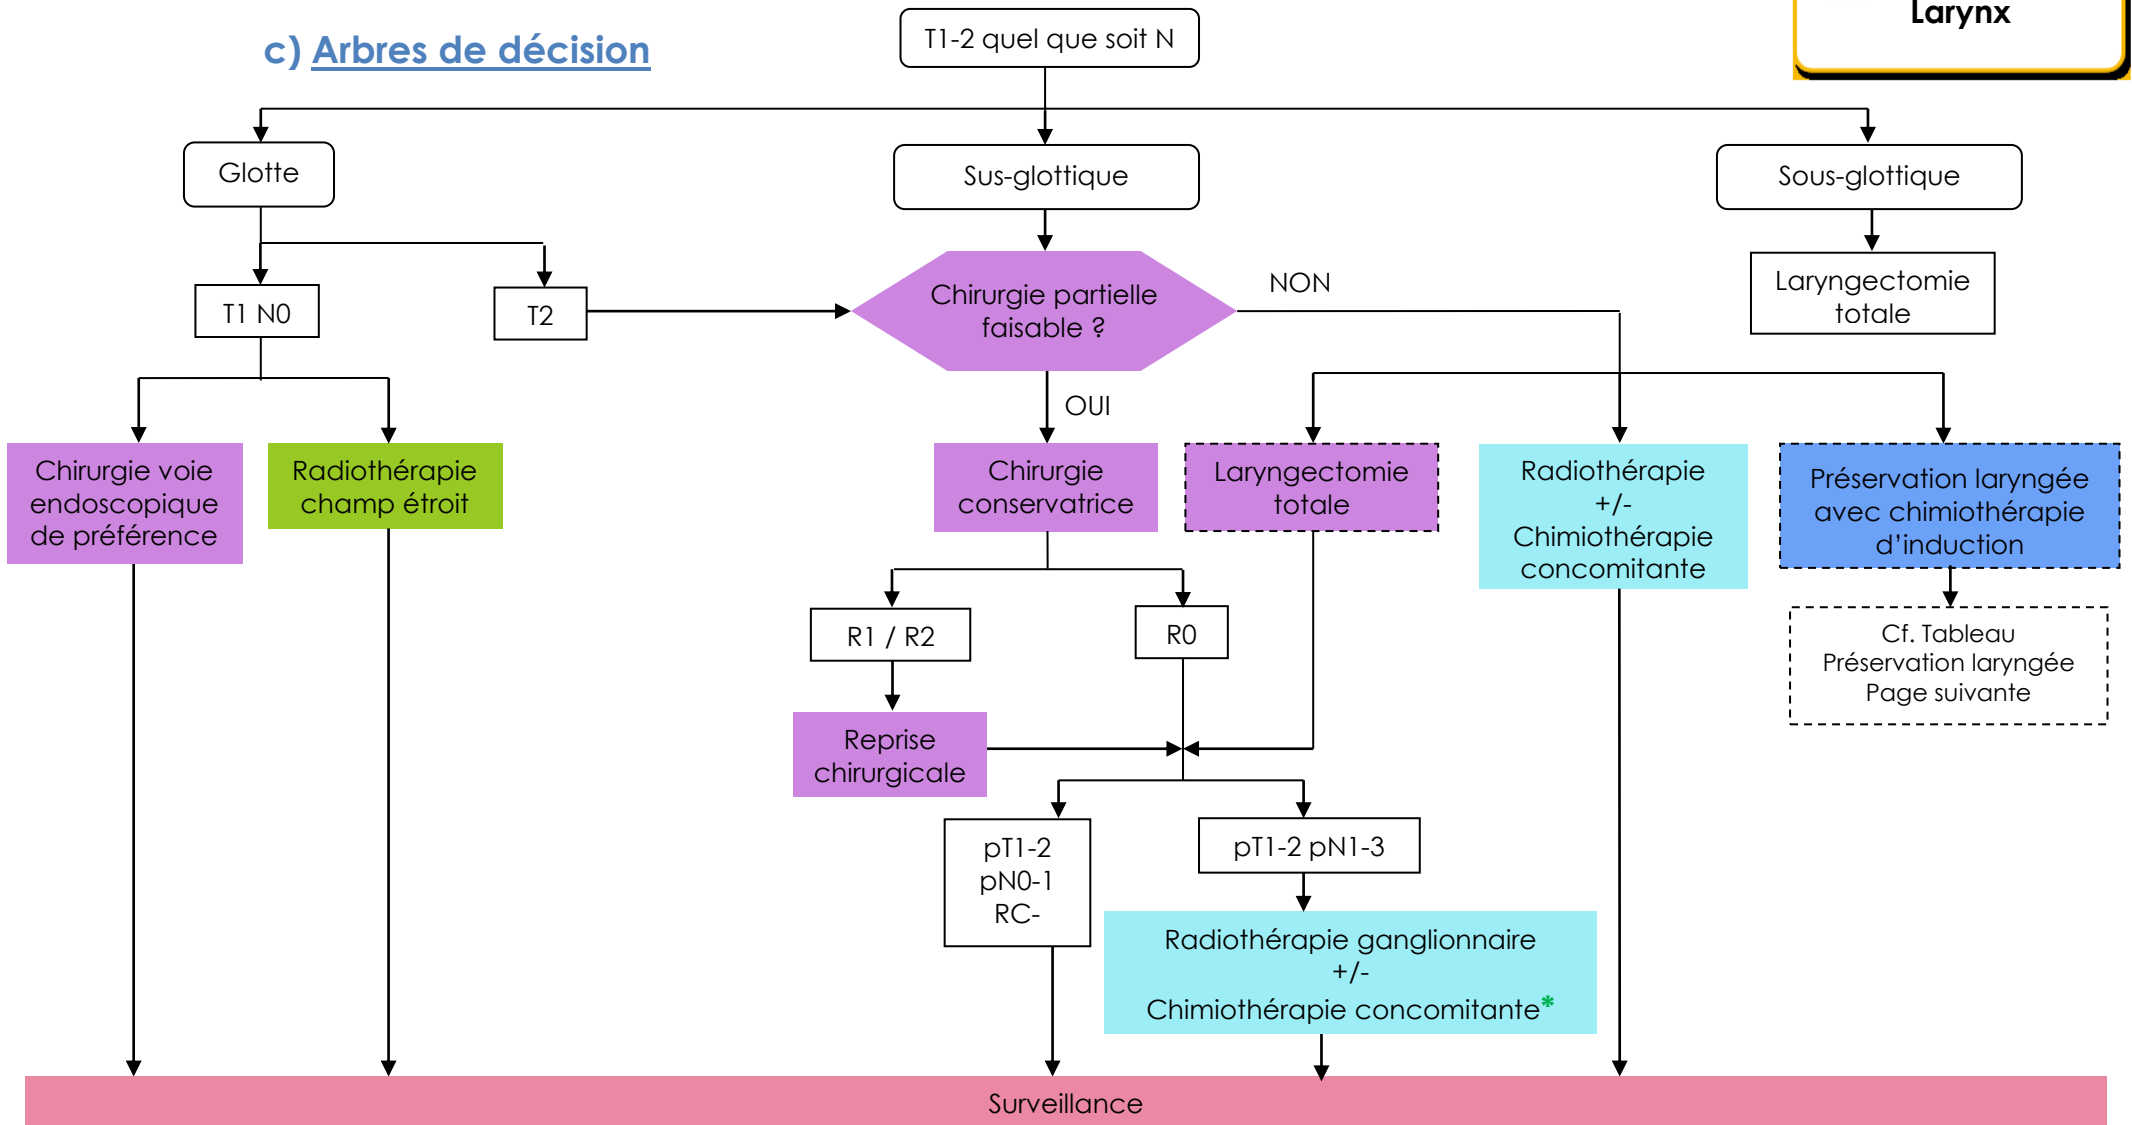 Larynx
c) Arbres de décision
T1-2 quel que soit N
Glotte
Sus-glottique
Sous-glottique
T1 N0
T2
Chirurgie partielle
faisable ?
NON
OUI
Laryngectomie
totale
Chirurgie voie
endoscopique
de préférence
Radiothérapie
champ étroit
Chirurgie
conservatrice
Laryngectomie
totale
Radiothérapie
+/-
Chimiothérapie
concomitante
Préservation laryngée
avec chimiothérapie
d’induction
R1 / R2
R0
Cf. Tableau
Préservation laryngée
Page suivante
Reprise
chirurgicale
pT1-2
pN0-1
RC-
pT1-2 pN1-3
Radiothérapie ganglionnaire
+/-
Chimiothérapie concomitante*
Surveillance